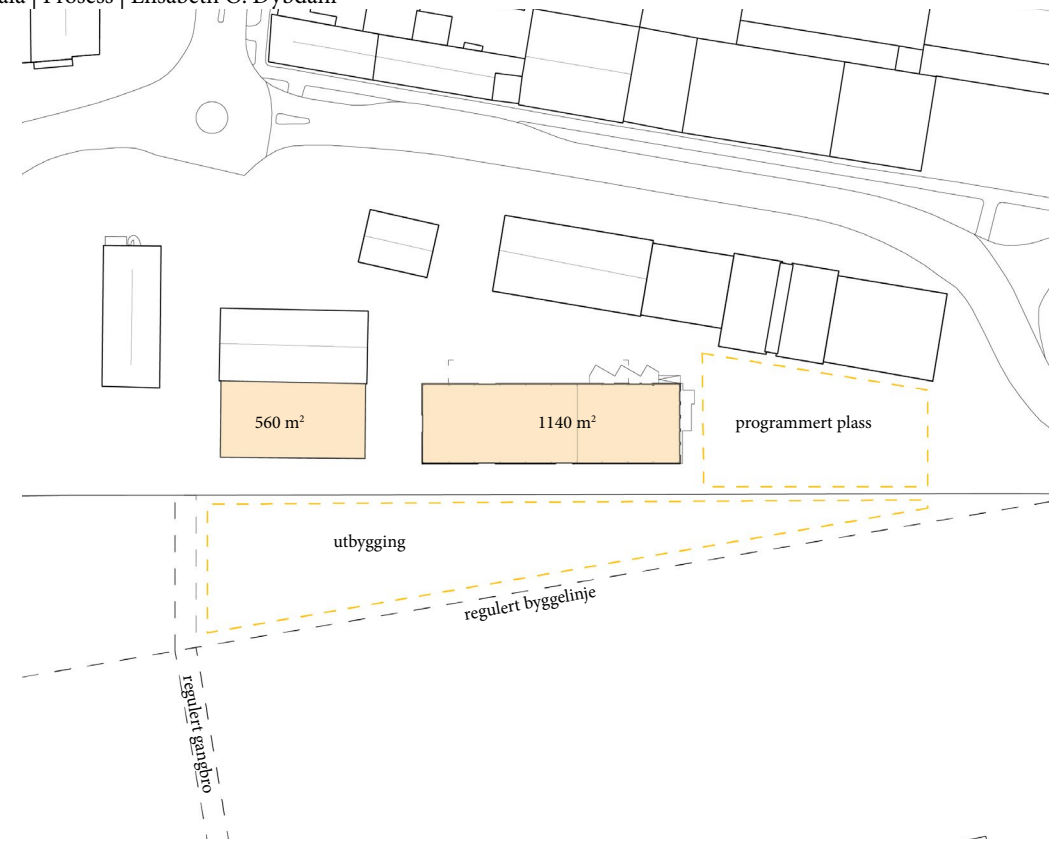 | Prosess | Elisabeth C. Dybdahl
560 m²
1140 m²
programmert plass
utbygging
regulert byggelinje
regulert gangbro